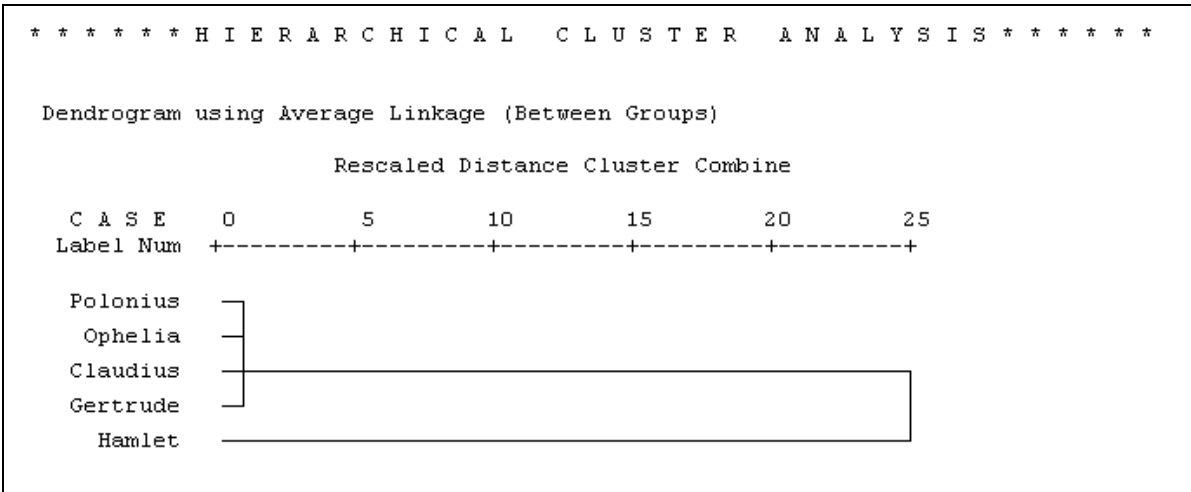 * * * * * * H I E R A R C H I C A L   C L U S T E R   A N A L Y S I S * * * * * *
Dendrogram using Average Linkage (Between Groups)
Rescaled Distance Cluster Combine
C A S E 0 5 10 15 20 25
Label Num +---------+---------+---------+---------+---------+
Polonius
Ophelia
Claudius
Gertrude
Hamlet